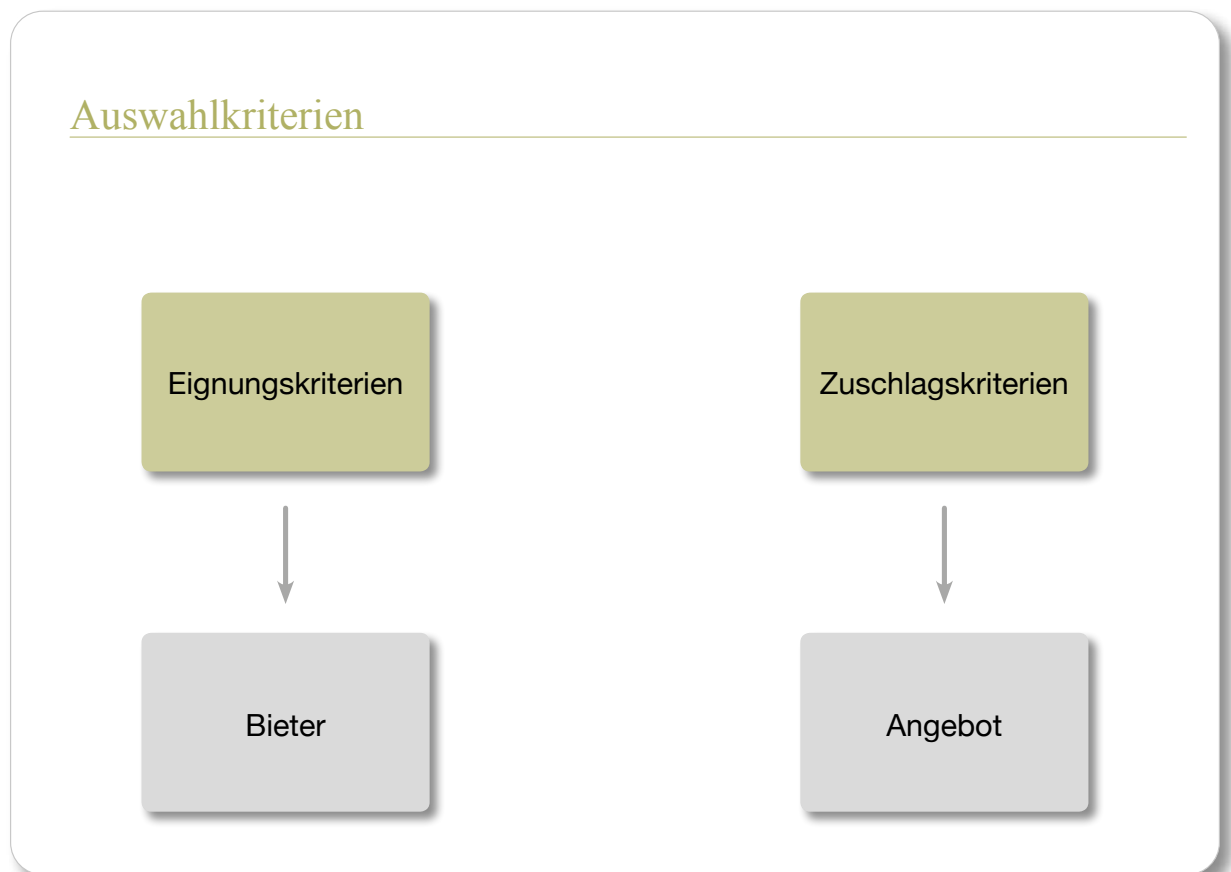 Auswahlkriterien
Eignungskriterien
Zuschlagskriterien
Bieter
Angebot